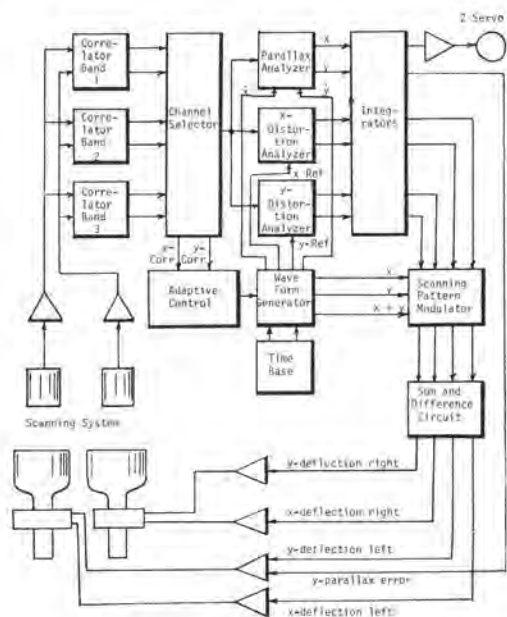 Z Servo
Corre-
lator
Band
1
Corre-
lator
Band
2
Corre-
lator
Band
3
Channel
Selector
Parallax
Analyzer
x-
Distor-
tion
Analyzer
x Ref
y-
Distor-
tion
Analyzer
y-Ref
x
Integrators
x-
Corr.
y-
Corr.
Adaptive
Control
Wave
Form
Generator
x
y
x + y
Scanning
Pattern
Modulator
Time
Base
Sum and
Difference
Circuit
Scanning System
y-deflection right
x-deflection right
y-deflection left
y-parallax error
x-deflection left